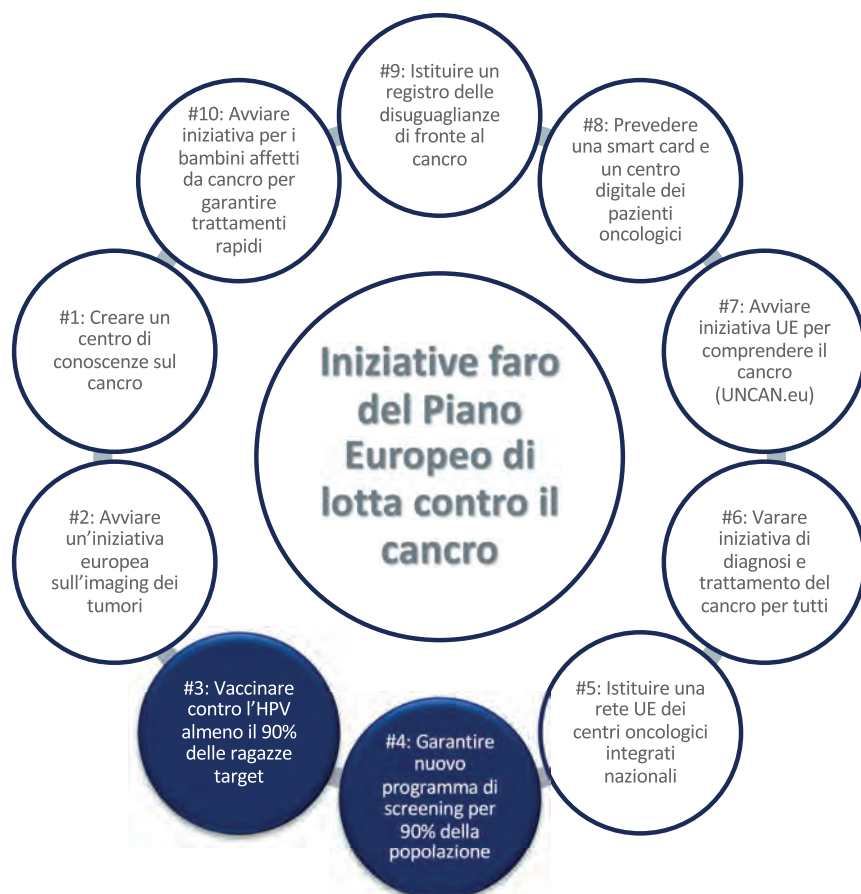 #9: Istituire un
registro delle
disuguaglianze
di fronte al
cancro
#10: Avviare
iniziativa per i
bambini affetti
da cancro per
garantire
trattamenti
rapidi
#8: Prevedere
una smart card e
un centro
digitale dei
pazienti
oncologici
#1: Creare un
centro di
conoscenze sul
cancro
#7: Avviare
iniziativa UE per
comprendere il
cancro
(UNCAN.eu)
Iniziative faro
del Piano
Europeo di
lotta contro il
cancro
#2: Avviare
un’iniziativa
europea
sull’imaging dei
tumori
#6: Varare
iniziativa di
diagnosi e
trattamento del
cancro per tutti
#3: Vaccinare
contro l’HPV
almeno il 90%
delle ragazze
target
#4: Garantire
nuovo
programma di
screening per
90% della
popolazione
#5: Istituire una
rete UE dei
centri oncologici
integrati
nazionali